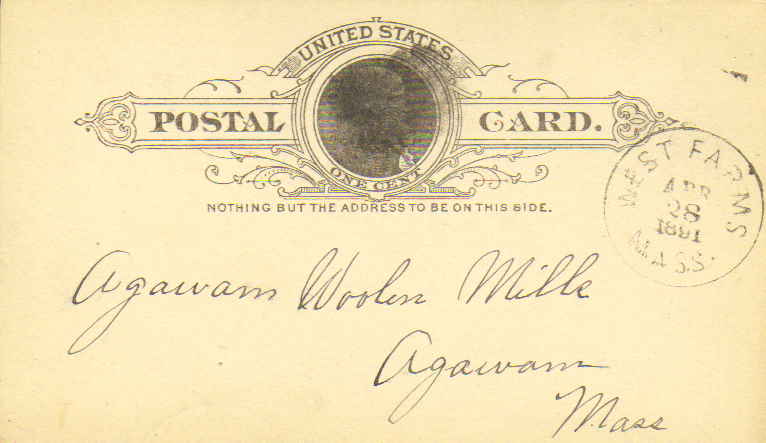 UNITED STATES
POSTAL CARD.
ONE CENT
NOTHING BUT THE ADDRESS TO BE ON THIS SIDE.
WEST FARMS
APR
28
1891
MASS.
Agawam Woolen Mills
Agawam
Mass